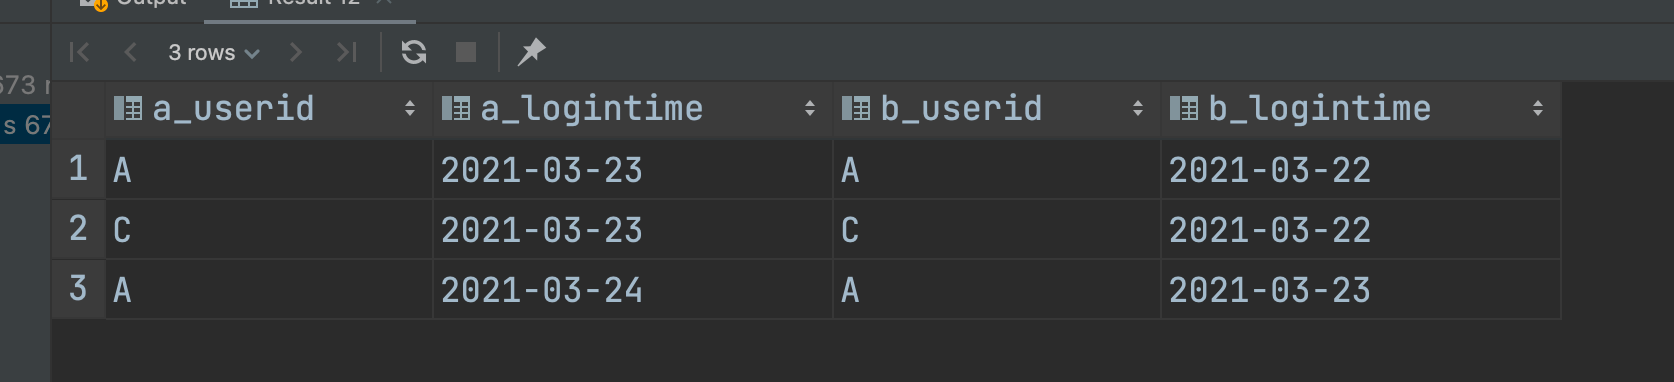 Output Result 12
3 rows
673 r
s 67
a_userid a_logintime b_userid b_logintime
1 A 2021-03-23 A 2021-03-22
2 C 2021-03-23 C 2021-03-22
3 A 2021-03-24 A 2021-03-23